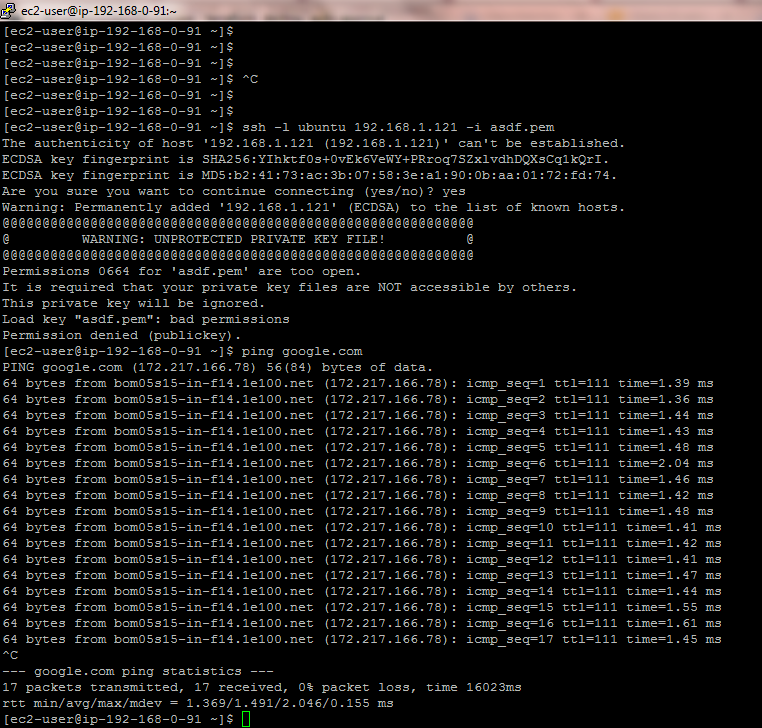 ec2-user@ip-192-168-0-91:~
[ec2-user@ip-192-168-0-91 ~]$
[ec2-user@ip-192-168-0-91 ~]$
[ec2-user@ip-192-168-0-91 ~]$
[ec2-user@ip-192-168-0-91 ~]$ ^C
[ec2-user@ip-192-168-0-91 ~]$
[ec2-user@ip-192-168-0-91 ~]$
[ec2-user@ip-192-168-0-91 ~]$ ssh -l ubuntu 192.168.1.121 -i asdf.pem
The authenticity of host '192.168.1.121 (192.168.1.121)' can't be established.
ECDSA key fingerprint is SHA256:YIhktf0s+0vEk6VeWY+PRroq7SZxlvdhDQXsCq1kQrI.
ECDSA key fingerprint is MD5:b2:41:73:ac:3b:07:58:3e:a1:90:0b:aa:01:72:fd:74.
Are you sure you want to continue connecting (yes/no)? yes
Warning: Permanently added '192.168.1.121' (ECDSA) to the list of known hosts.
@@@@@@@@@@@@@@@@@@@@@@@@@@@@@@@@@@@@@@@@@@@@@@@@@@@@@@@@@@@
@         WARNING: UNPROTECTED PRIVATE KEY FILE!          @
@@@@@@@@@@@@@@@@@@@@@@@@@@@@@@@@@@@@@@@@@@@@@@@@@@@@@@@@@@@
Permissions 0664 for 'asdf.pem' are too open.
It is required that your private key files are NOT accessible by others.
This private key will be ignored.
Load key "asdf.pem": bad permissions
Permission denied (publickey).
[ec2-user@ip-192-168-0-91 ~]$ ping google.com
PING google.com (172.217.166.78) 56(84) bytes of data.
64 bytes from bom05s15-in-f14.1e100.net (172.217.166.78): icmp_seq=1 ttl=111 time=1.39 ms
64 bytes from bom05s15-in-f14.1e100.net (172.217.166.78): icmp_seq=2 ttl=111 time=1.36 ms
64 bytes from bom05s15-in-f14.1e100.net (172.217.166.78): icmp_seq=3 ttl=111 time=1.44 ms
64 bytes from bom05s15-in-f14.1e100.net (172.217.166.78): icmp_seq=4 ttl=111 time=1.43 ms
64 bytes from bom05s15-in-f14.1e100.net (172.217.166.78): icmp_seq=5 ttl=111 time=1.48 ms
64 bytes from bom05s15-in-f14.1e100.net (172.217.166.78): icmp_seq=6 ttl=111 time=2.04 ms
64 bytes from bom05s15-in-f14.1e100.net (172.217.166.78): icmp_seq=7 ttl=111 time=1.46 ms
64 bytes from bom05s15-in-f14.1e100.net (172.217.166.78): icmp_seq=8 ttl=111 time=1.42 ms
64 bytes from bom05s15-in-f14.1e100.net (172.217.166.78): icmp_seq=9 ttl=111 time=1.48 ms
64 bytes from bom05s15-in-f14.1e100.net (172.217.166.78): icmp_seq=10 ttl=111 time=1.41 ms
64 bytes from bom05s15-in-f14.1e100.net (172.217.166.78): icmp_seq=11 ttl=111 time=1.42 ms
64 bytes from bom05s15-in-f14.1e100.net (172.217.166.78): icmp_seq=12 ttl=111 time=1.41 ms
64 bytes from bom05s15-in-f14.1e100.net (172.217.166.78): icmp_seq=13 ttl=111 time=1.47 ms
64 bytes from bom05s15-in-f14.1e100.net (172.217.166.78): icmp_seq=14 ttl=111 time=1.44 ms
64 bytes from bom05s15-in-f14.1e100.net (172.217.166.78): icmp_seq=15 ttl=111 time=1.55 ms
64 bytes from bom05s15-in-f14.1e100.net (172.217.166.78): icmp_seq=16 ttl=111 time=1.61 ms
64 bytes from bom05s15-in-f14.1e100.net (172.217.166.78): icmp_seq=17 ttl=111 time=1.45 ms
^C
--- google.com ping statistics ---
17 packets transmitted, 17 received, 0% packet loss, time 16023ms
rtt min/avg/max/mdev = 1.369/1.491/2.046/0.155 ms
[ec2-user@ip-192-168-0-91 ~]$